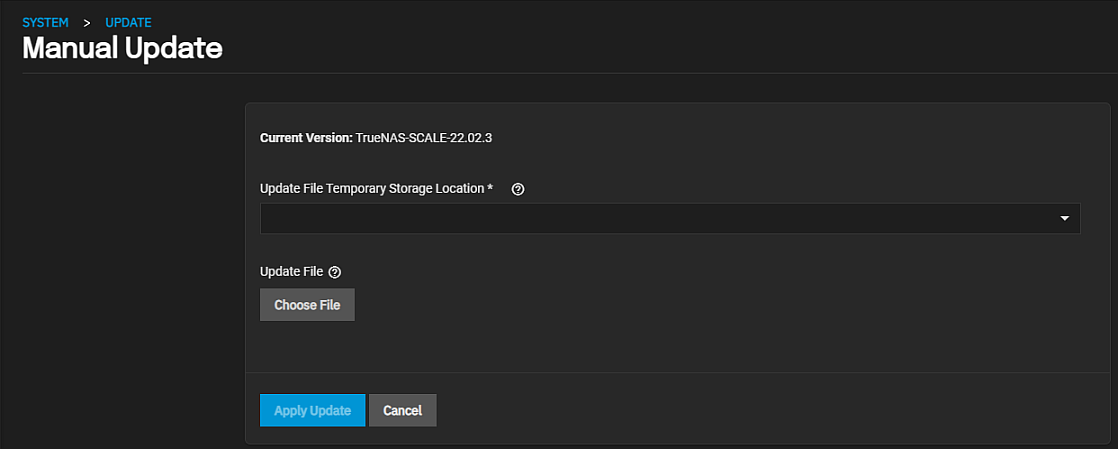 SYSTEM > UPDATE
Manual Update
Current Version: TrueNAS-SCALE-22.02.3
Update File Temporary Storage Location *
Update File
Choose File
Apply Update Cancel